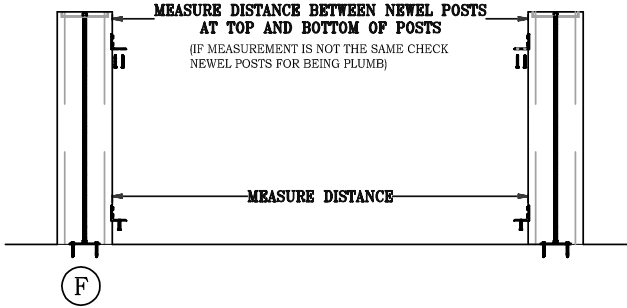 MEASURE DISTANCE BETWEEN NEWEL POSTS
AT TOP AND BOTTOM OF POSTS
(IF MEASUREMENT IS NOT THE SAME CHECK
NEWEL POSTS FOR BEING PLUMB)
MEASURE DISTANCE
F